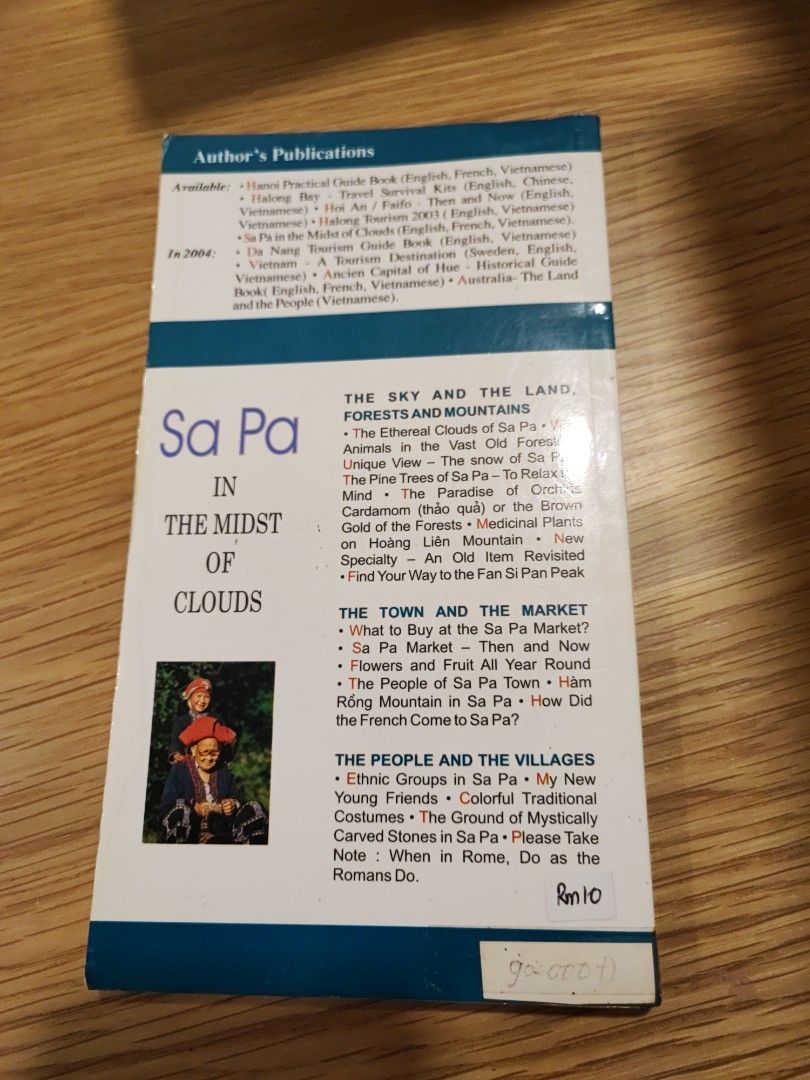 Author's Publications
Available: • Hanoi Practical Guide Book (English, French, Vietnamese)
• Halong Bay - Travel Survival Kits (English, Chinese,
Vietnamese) • Hoi An / Faifo - Then and Now (English,
Vietnamese) • Halong Tourism 2003 ( English, Vietnamese)
• Sa Pa in the Midst of Clouds (English, French, Vietnamese).
In 2004: • Da Nang Tourism Guide Book (English, Vietnamese)
• Vietnam - A Tourism Destination (Sweden, English,
Vietnamese) • Ancien Capital of Hue - Historical Guide
Book( English, French, Vietnamese) • Australia- The Land
and the People (Vietnamese).
Sa Pa
IN
THE MIDST
OF
CLOUDS
THE SKY AND THE LAND,
FORESTS AND MOUNTAINS
• The Ethereal Clouds of Sa Pa •
Animals in the Vast Old
Unique View – The snow of Sa
The Pine Trees of Sa Pa – To Relax
Mind • The Paradise of
Cardamom (thảo quả) or the Brown
Gold of the Forests • Medicinal Plants
on Hoàng Liên Mountain • New
Specialty – An Old Item Revisited
• Find Your Way to the Fan Si Pan Peak
THE TOWN AND THE MARKET
• What to Buy at the Sa Pa Market?
• Sa Pa Market – Then and Now
• Flowers and Fruit All Year Round
• The People of Sa Pa Town • Hàm
Rồng Mountain in Sa Pa • How Did
the French Come to Sa Pa?
THE PEOPLE AND THE VILLAGES
• Ethnic Groups in Sa Pa • My New
Young Friends • Colorful Traditional
Costumes • The Ground of Mystically
Carved Stones in Sa Pa • Please Take
Note : When in Rome, Do as the
Romans Do.
Rm10